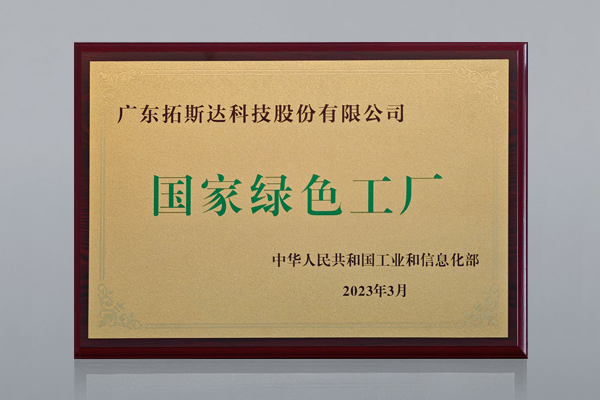 广东拓斯达科技股份有限公司
国家绿色工厂
中华人民共和国工业和信息化部
2023年3月